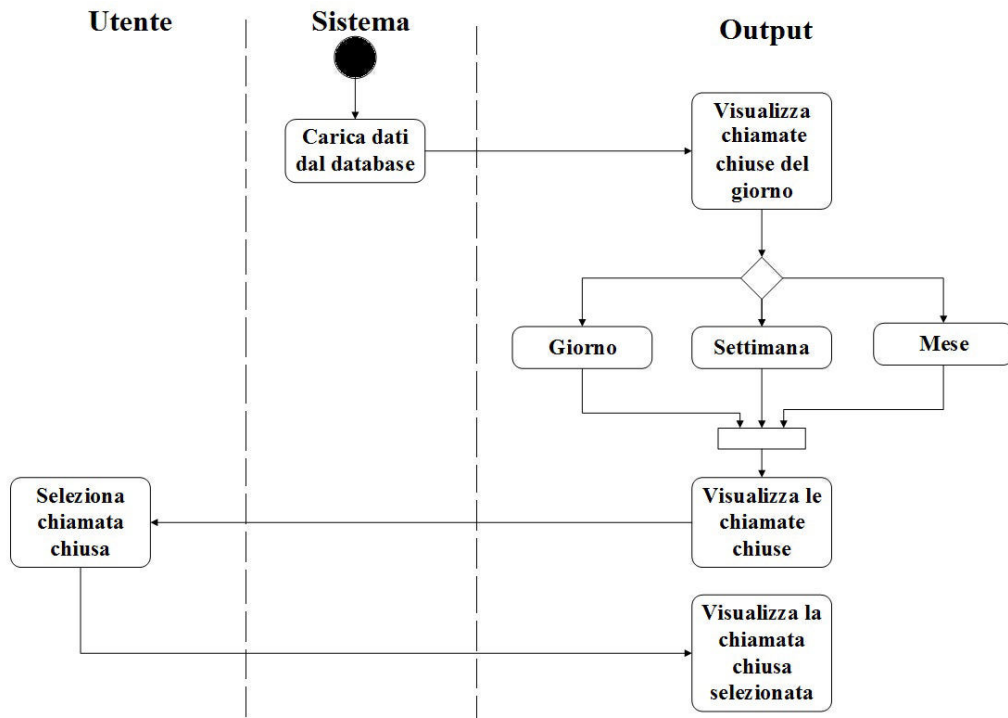 Utente
Sistema
Output
Carica dati
dal database
Visualizza
chiamate
chiuse del
giorno
Giorno
Settimana
Mese
Seleziona
chiamata
chiusa
Visualizza le
chiamate
chiuse
Visualizza la
chiamata
chiusa
selezionata